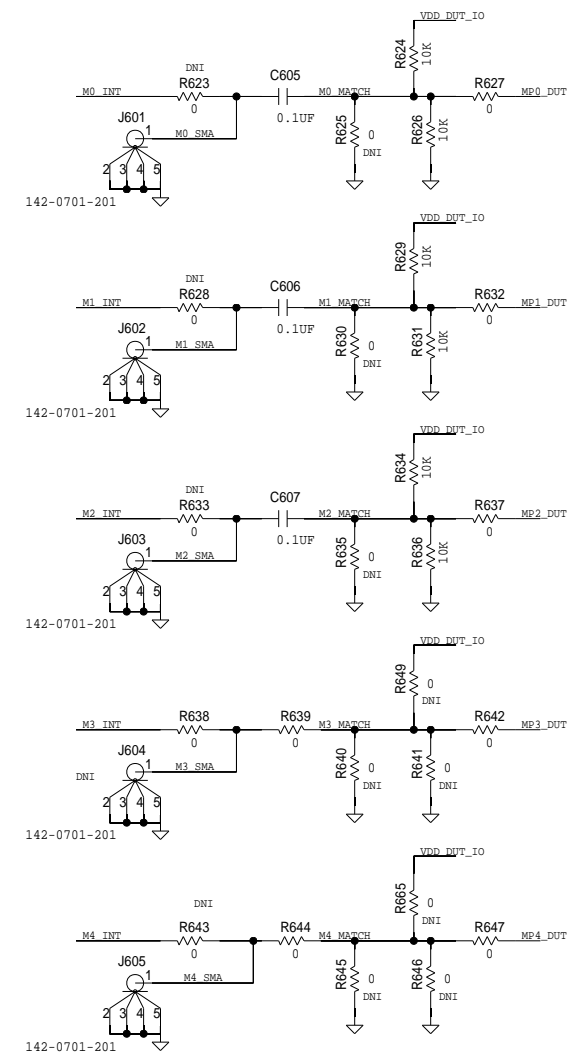 VDD_DUT_IO
R624
10K
DNI
R623
0
C605
0.1UF
M0_INT
M0_MATCH
R627
0
MP0_DUT
J601
1
M0_SMA
R625
0
DNI
R626
10K
2 3 4 5
142-0701-201
VDD_DUT_IO
R629
10K
DNI
R628
0
C606
0.1UF
M1_INT
M1_MATCH
R632
0
MP1_DUT
J602
1
M1_SMA
R630
0
DNI
R631
10K
2 3 4 5
142-0701-201
VDD_DUT_IO
R634
10K
DNI
R633
0
C607
0.1UF
M2_INT
M2_MATCH
R637
0
MP2_DUT
J603
1
M2_SMA
R635
0
DNI
R636
10K
2 3 4 5
142-0701-201
VDD_DUT_IO
R649
0
DNI
R638
0
R639
0
M3_INT
M3_MATCH
R642
0
MP3_DUT
J604
1
M3_SMA
DNI
R640
0
DNI
R641
0
DNI
2 3 4 5
142-0701-201
VDD_DUT_IO
R665
0
DNI
DNI
R643
0
R644
0
M4_INT
M4_MATCH
R647
0
MP4_DUT
J605
1
M4_SMA
R645
0
DNI
R646
0
DNI
2 3 4 5
142-0701-201